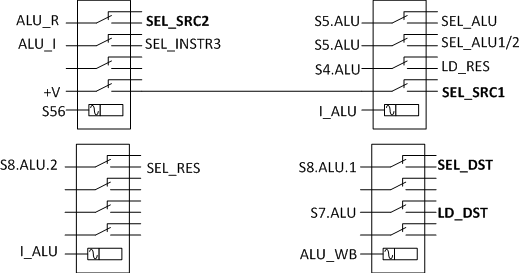 ALU_R SEL_SRC2
ALU_I SEL_INSTR3
+V
S56
S5.ALU SEL_ALU
S5.ALU SEL_ALU1/2
S4.ALU LD_RES
SEL_SRC1
I_ALU
S8.ALU.2 SEL_RES
I_ALU
S8.ALU.1 SEL_DST
S7.ALU LD_DST
ALU_WB